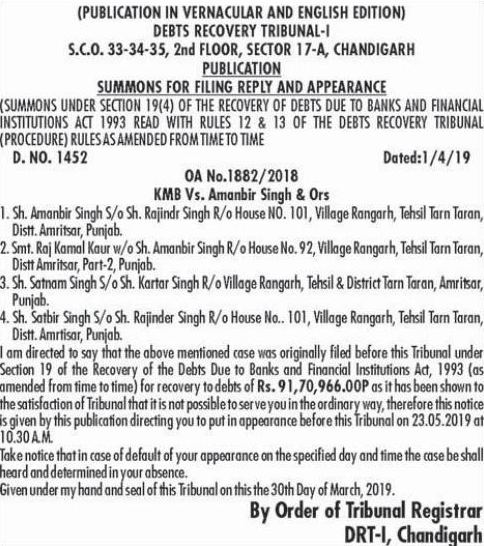 (PUBLICATION IN VERNACULAR AND ENGLISH EDITION)
DEBTS RECOVERY TRIBUNAL-I
S.C.O. 33-34-35, 2nd FLOOR, SECTOR 17-A, CHANDIGARH
PUBLICATION
SUMMONS FOR FILING REPLY AND APPEARANCE
(SUMMONS UNDER SECTION 19(4) OF THE RECOVERY OF DEBTS DUE TO BANKS AND FINANCIAL
INSTITUTIONS ACT 1993 READ WITH RULES 12 & 13 OF THE DEBTS RECOVERY TRIBUNAL
(PROCEDURE) RULES AS AMENDED FROM TIME TO TIME
D. NO. 1452 Dated:1/4/19
OA No.1882/2018
KMB Vs. Amanbir Singh & Ors
1. Sh. Amanbir Singh S/o Sh. Rajindr Singh R/o House NO. 101, Village Rangarh, Tehsil Tarn Taran,
Distt. Amritsar, Punjab.
2. Smt. Raj Kamal Kaur w/o Sh. Amanbir Singh R/o House No. 92, Village Rangarh, Tehsil Tarn Taran,
Distt Amritsar, Part-2, Punjab.
3. Sh. Satnam Singh S/o Sh. Kartar Singh R/o Village Rangarh, Tehsil & District Tarn Taran, Amritsar,
Punjab.
4. Sh. Satbir Singh S/o Sh. Rajinder Singh R/o House No.. 101, Village Rangarh, Tehsil Tarn Taran,
Distt. Amrtisar, Punjab.
I am directed to say that the above mentioned case was originally filed before this Tribunal under
Section 19 of the Recovery of the Debts Due to Banks and Financial Institutions Act, 1993 (as
amended from time to time) for recovery to debts of Rs. 91,70,966.00P as it has been shown to
the satisfaction of Tribunal that it is not possible to serve you in the ordinary way, therefore this notice
is given by this publication directing you to put in appearance before this Tribunal on 23.05.2019 at
10.30 A.M.
Take notice that in case of default of your appearance on the specified day and time the case be shall
heard and determined in your absence.
Given under my hand and seal of this Tribunal on this the 30th Day of March, 2019.
By Order of Tribunal Registrar
DRT-I, Chandigarh